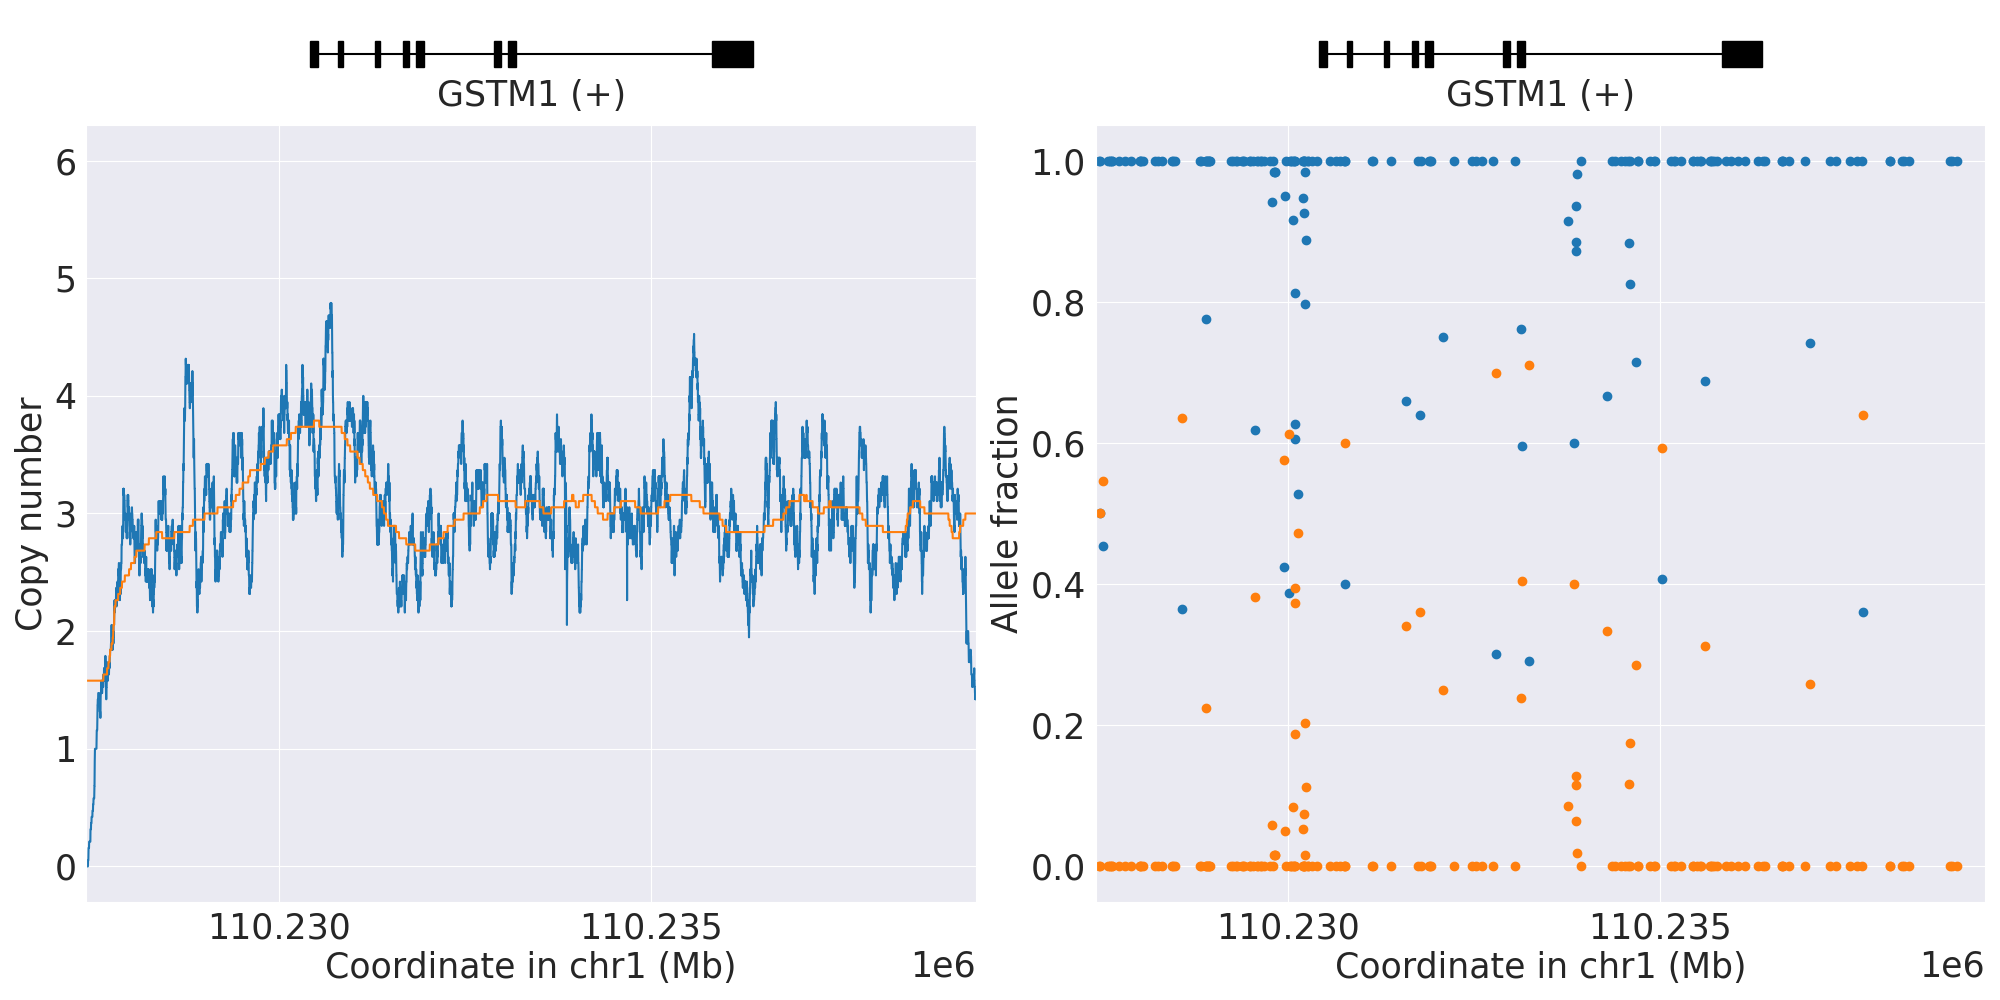 GSTM1 (+)
GSTM1 (+)
6
5
4
3
2
1
0
Copy number
110.230
110.235
Coordinate in chr1 (Mb)
1e6
1.0
0.8
0.6
0.4
0.2
0.0
Allele fraction
110.230
110.235
Coordinate in chr1 (Mb)
1e6